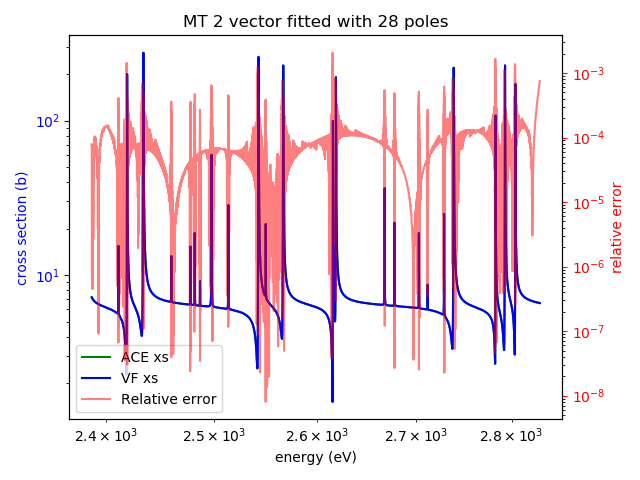 MT 2 vector fitted with 28 poles
cross section (b)
10²
10¹
10⁻³
10⁻⁴
10⁻⁵
10⁻⁶
10⁻⁷
10⁻⁸
relative error
ACE xs
VF xs
Relative error
2.4 × 10³ 2.5 × 10³ 2.6 × 10³ 2.7 × 10³ 2.8 × 10³
energy (eV)